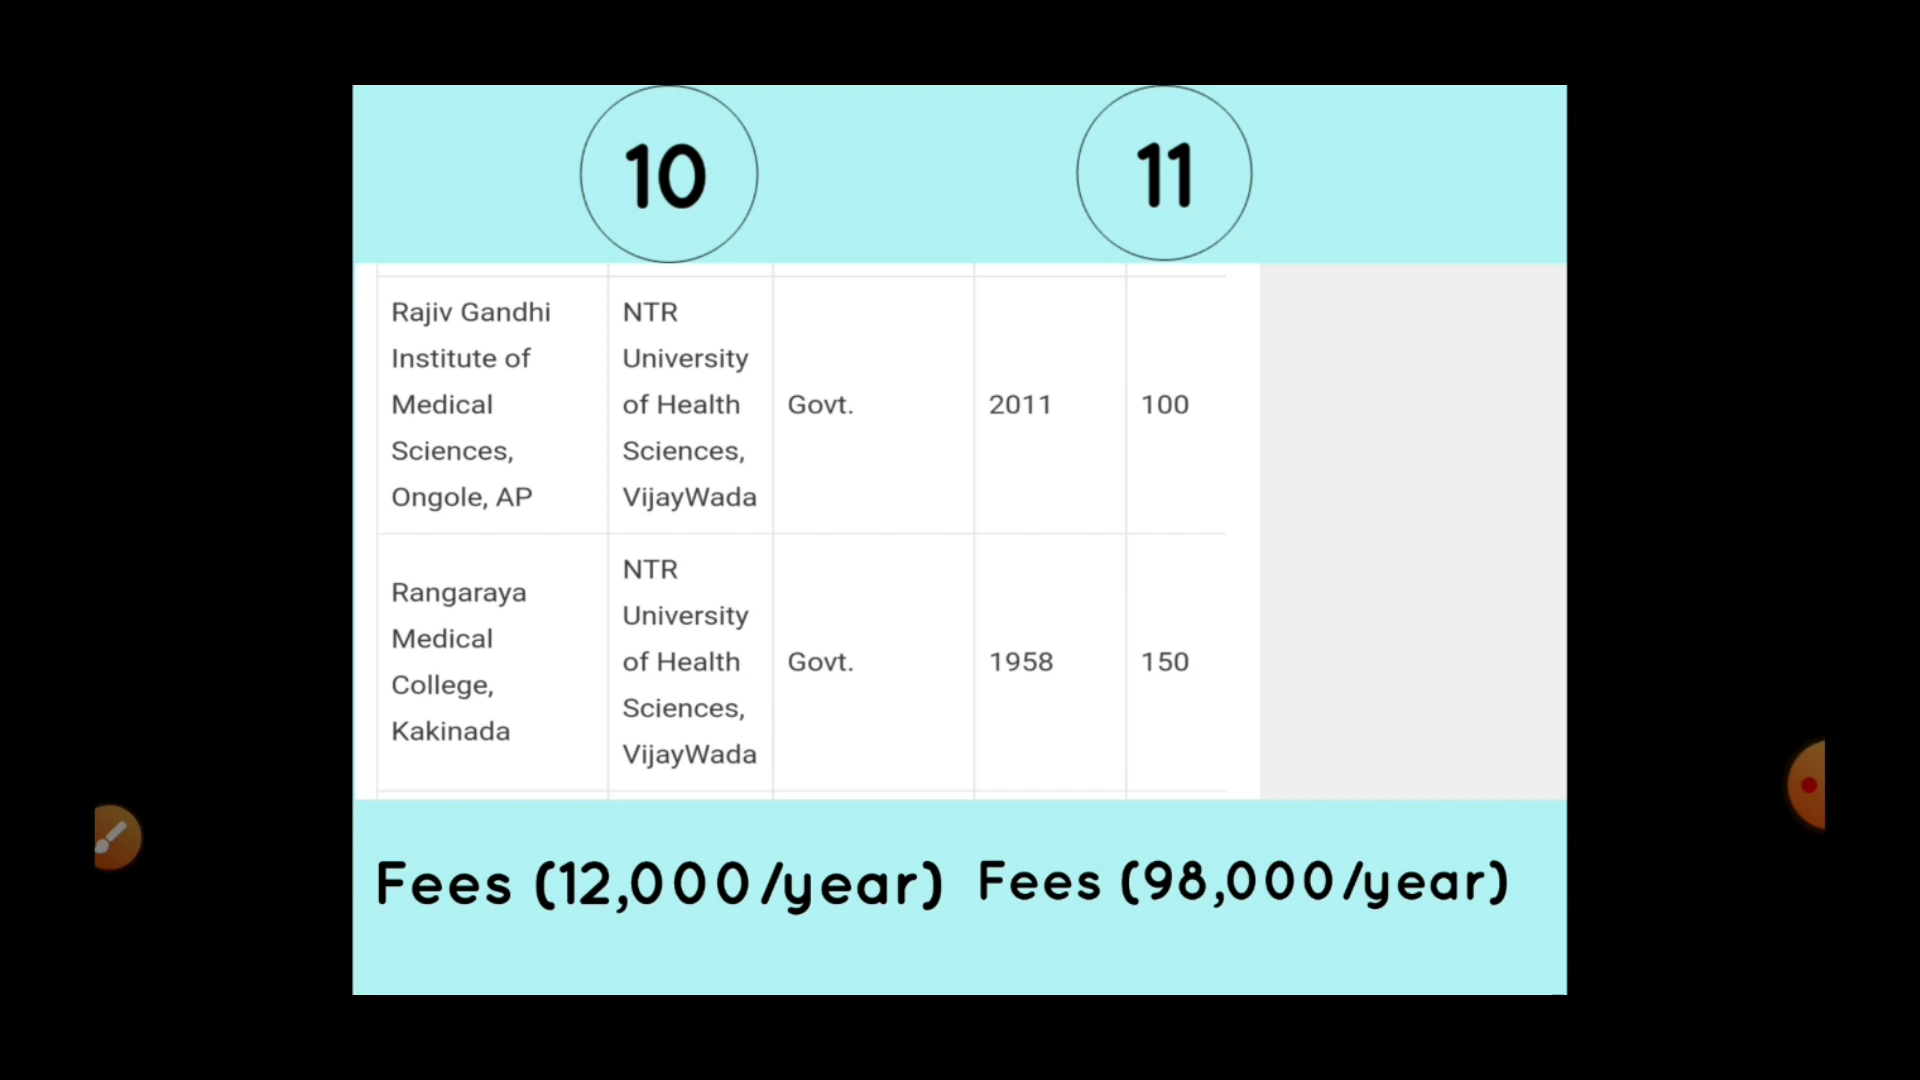 10
11
Rajiv Gandhi
Institute of
Medical
Sciences,
Ongole, AP
NTR
University
of Health
Sciences,
VijayWada
Govt.
2011
100
Rangaraya
Medical
College,
Kakinada
NTR
University
of Health
Sciences,
VijayWada
Govt.
1958
150
Fees (12,000/year)
Fees (98,000/year)